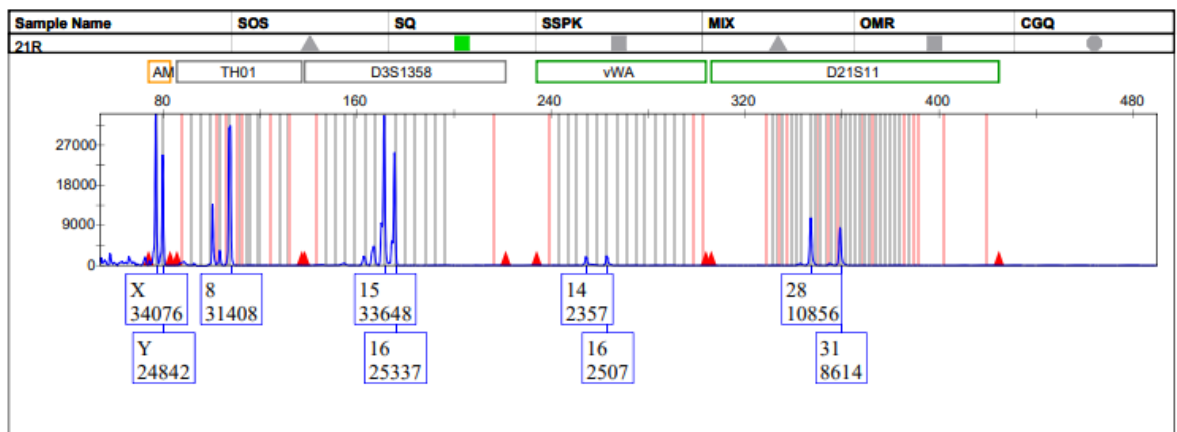 Sample Name SOS SQ SSPK MIX OMR CGQ
21R
AM TH01 D3S1358 vWA D21S11
80 160 240 320 400 480
27000
18000
9000
0
X 8 15 14 28
34076 31408 33648 2357 10856
Y 16 16 31
24842 25337 2507 8614